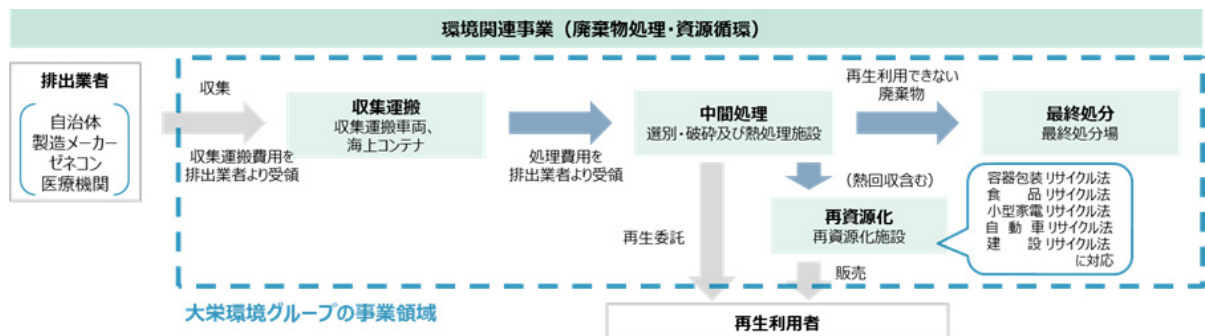 環境関連事業（廃棄物処理・資源循環）
排出業者
自治体
製造メーカー
ゼネコン
医療機関
収集
収集運搬費用を
排出業者より受領
収集運搬
収集運搬車両、
海上コンテナ
処理費用を
排出業者より受領
中間処理
選別・破砕及び熱処理施設
再生利用できない
廃棄物
最終処分
最終処分場
（熱回収含む）
再資源化
再資源化施設
容器包装リサイクル法
食品リサイクル法
小型家電リサイクル法
自動車リサイクル法
建設リサイクル法
に対応
再生委託
販売
大栄環境グループの事業領域
再生利用者